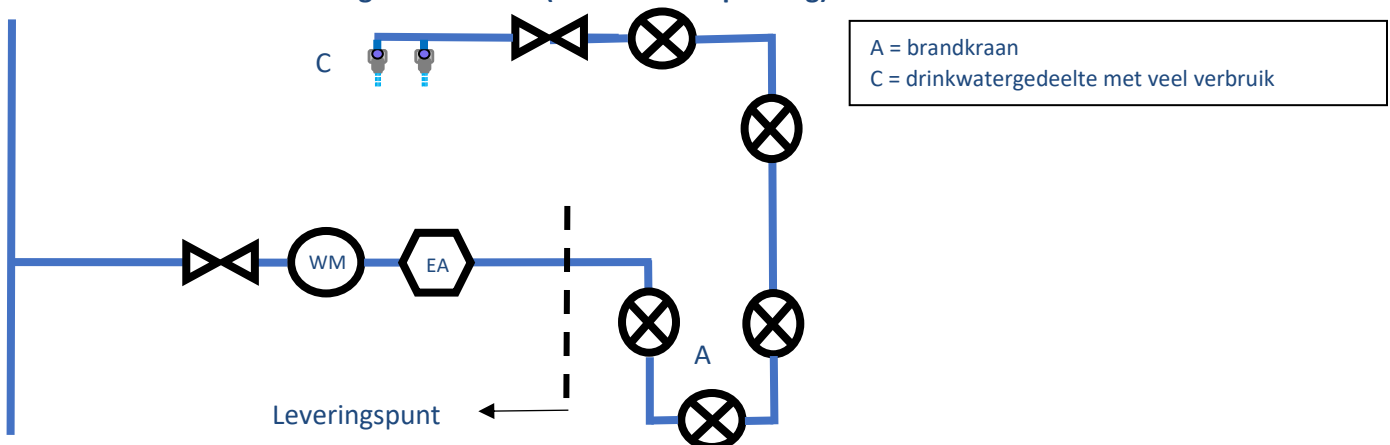 A = brandkraan
C
C = drinkwatergedeelte met veel verbruik
WM
EA
A
Leveringspunt